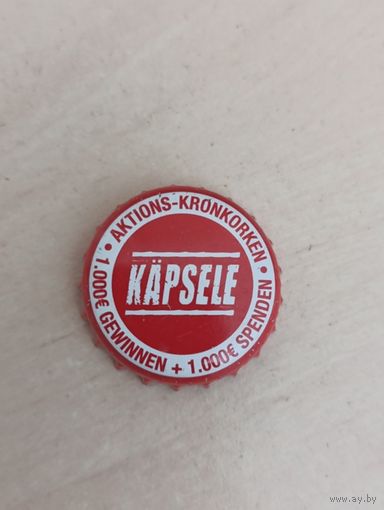 • AKTIONS-KRONKORKEN •
KÄPSELE
1.000€ GEWINNEN + 1.000€ SPENDEN
www.ay.by